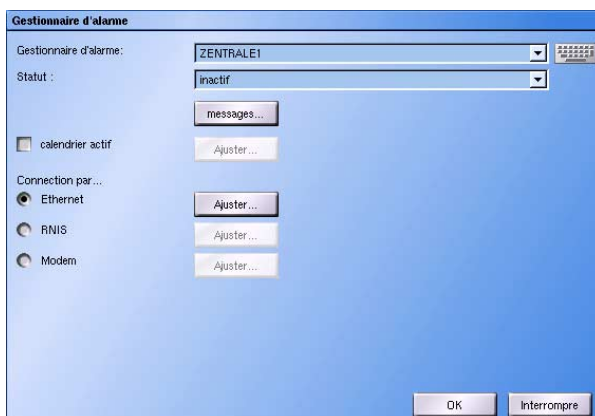 Gestionnaire d'alarme
Gestionnaire d'alarme: ZENTRALE1
Statut : inactif
messages...
calendrier actif Ajuster...
Connection par...
Ethernet Ajuster...
RNIS Ajuster...
Modem Ajuster...
OK Interrompre